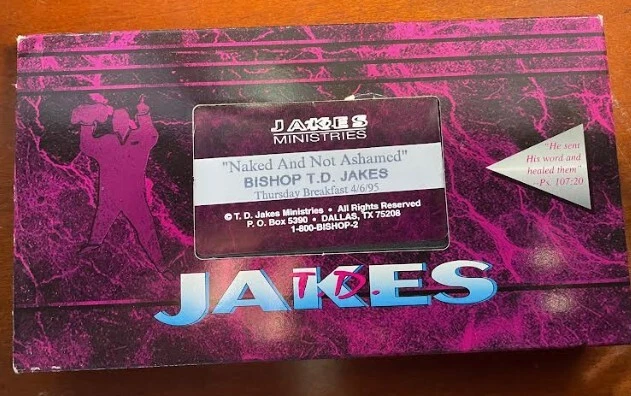 JAKES
MINISTRIES
"Naked And Not Ashamed"
BISHOP T.D. JAKES
Thursday Breakfast 4/6/95
© T. D. Jakes Ministries • All Rights Reserved
P. O. Box 5390 • DALLAS, TX 75208
1-800-BISHOP-2
"He sent
His word and
healed them"
-Ps. 107:20
T.D.
JAKES